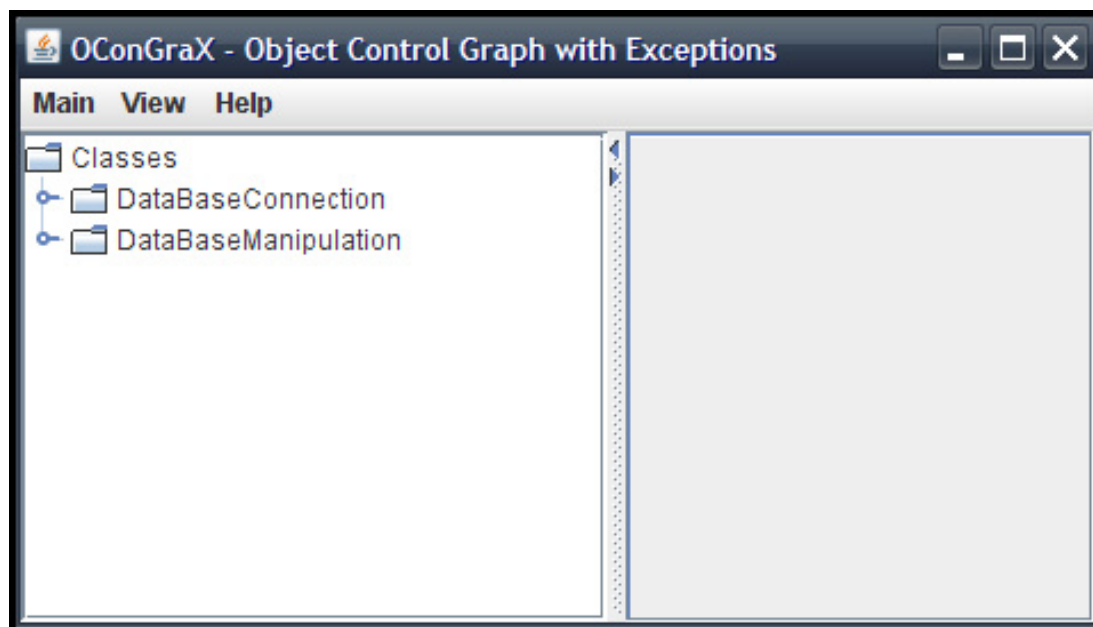 OConGraX - Object Control Graph with Exceptions
Main View Help
Classes
DataBaseConnection
DataBaseManipulation